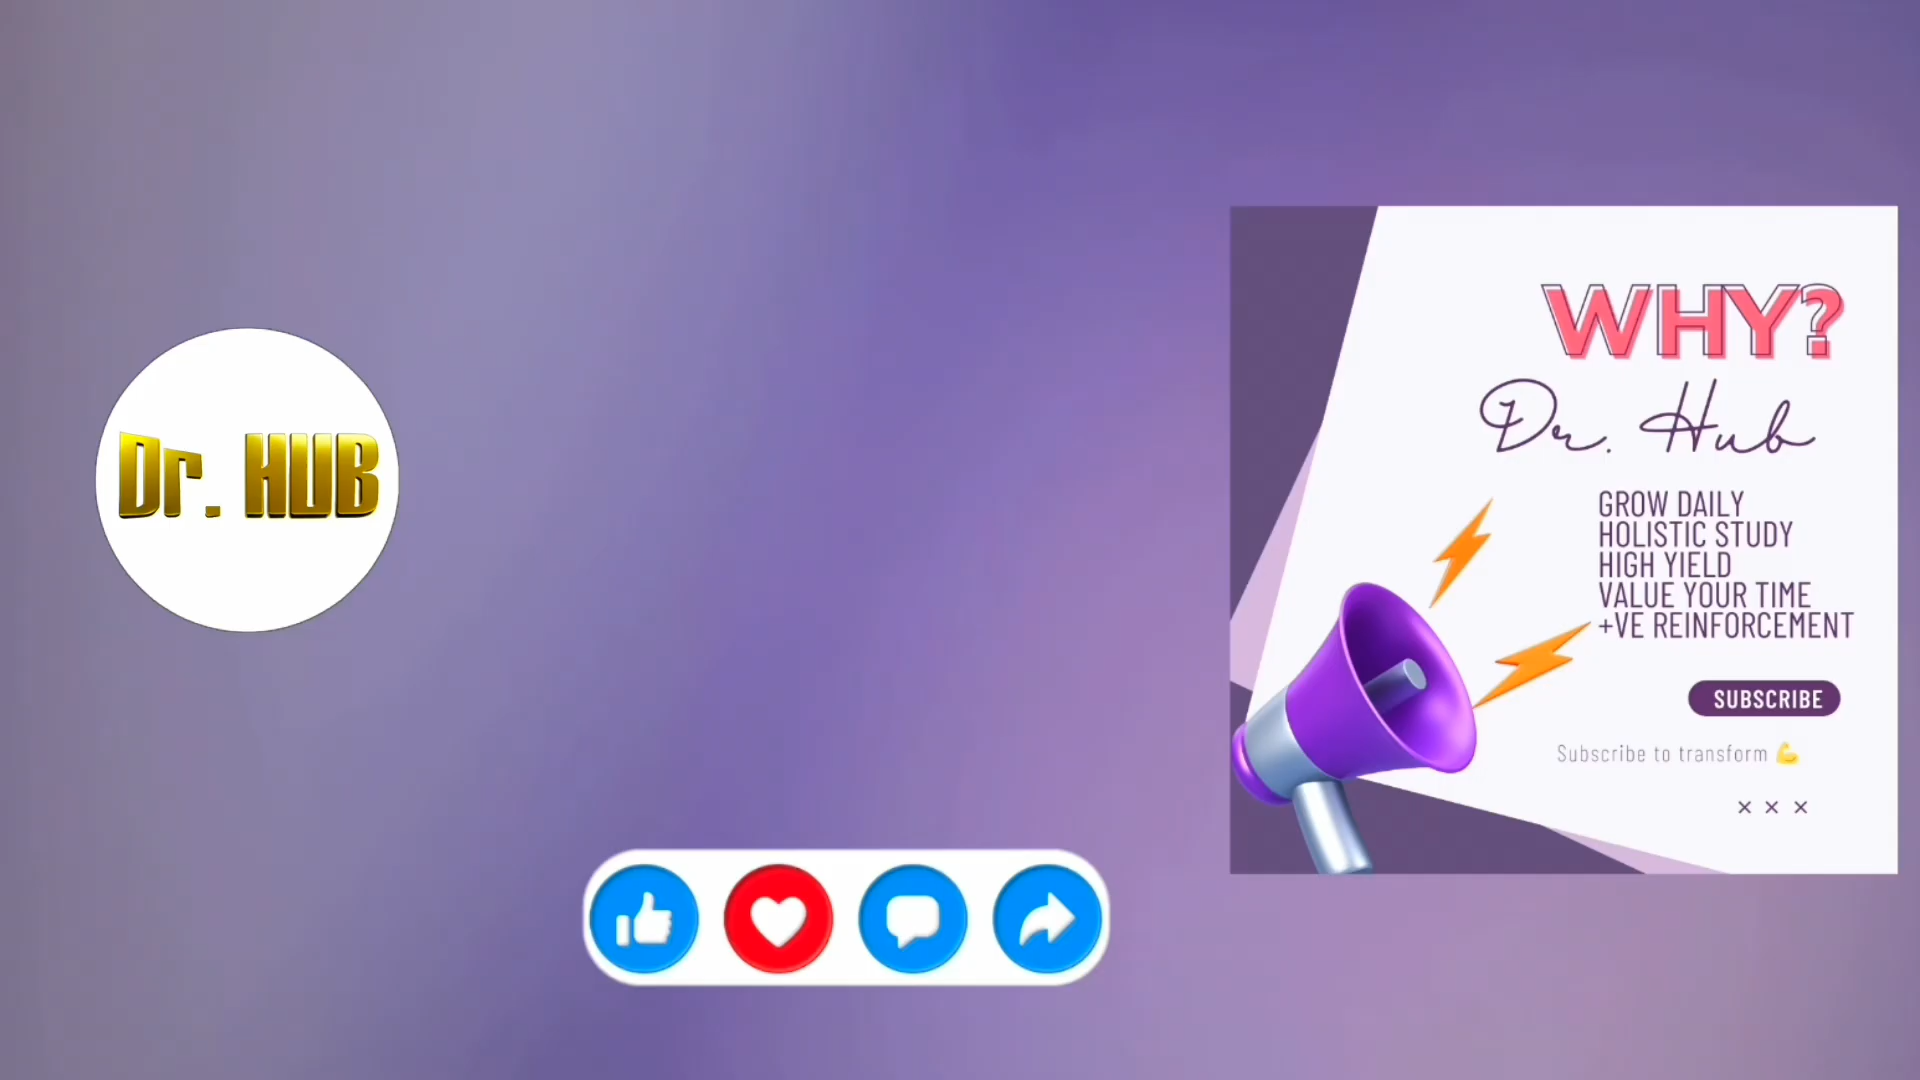 Dr. HUB
WHY?
Dr. Hub
GROW DAILY
HOLISTIC STUDY
HIGH YIELD
VALUE YOUR TIME
+VE REINFORCEMENT
SUBSCRIBE
Subscribe to transform 💪
× × ×